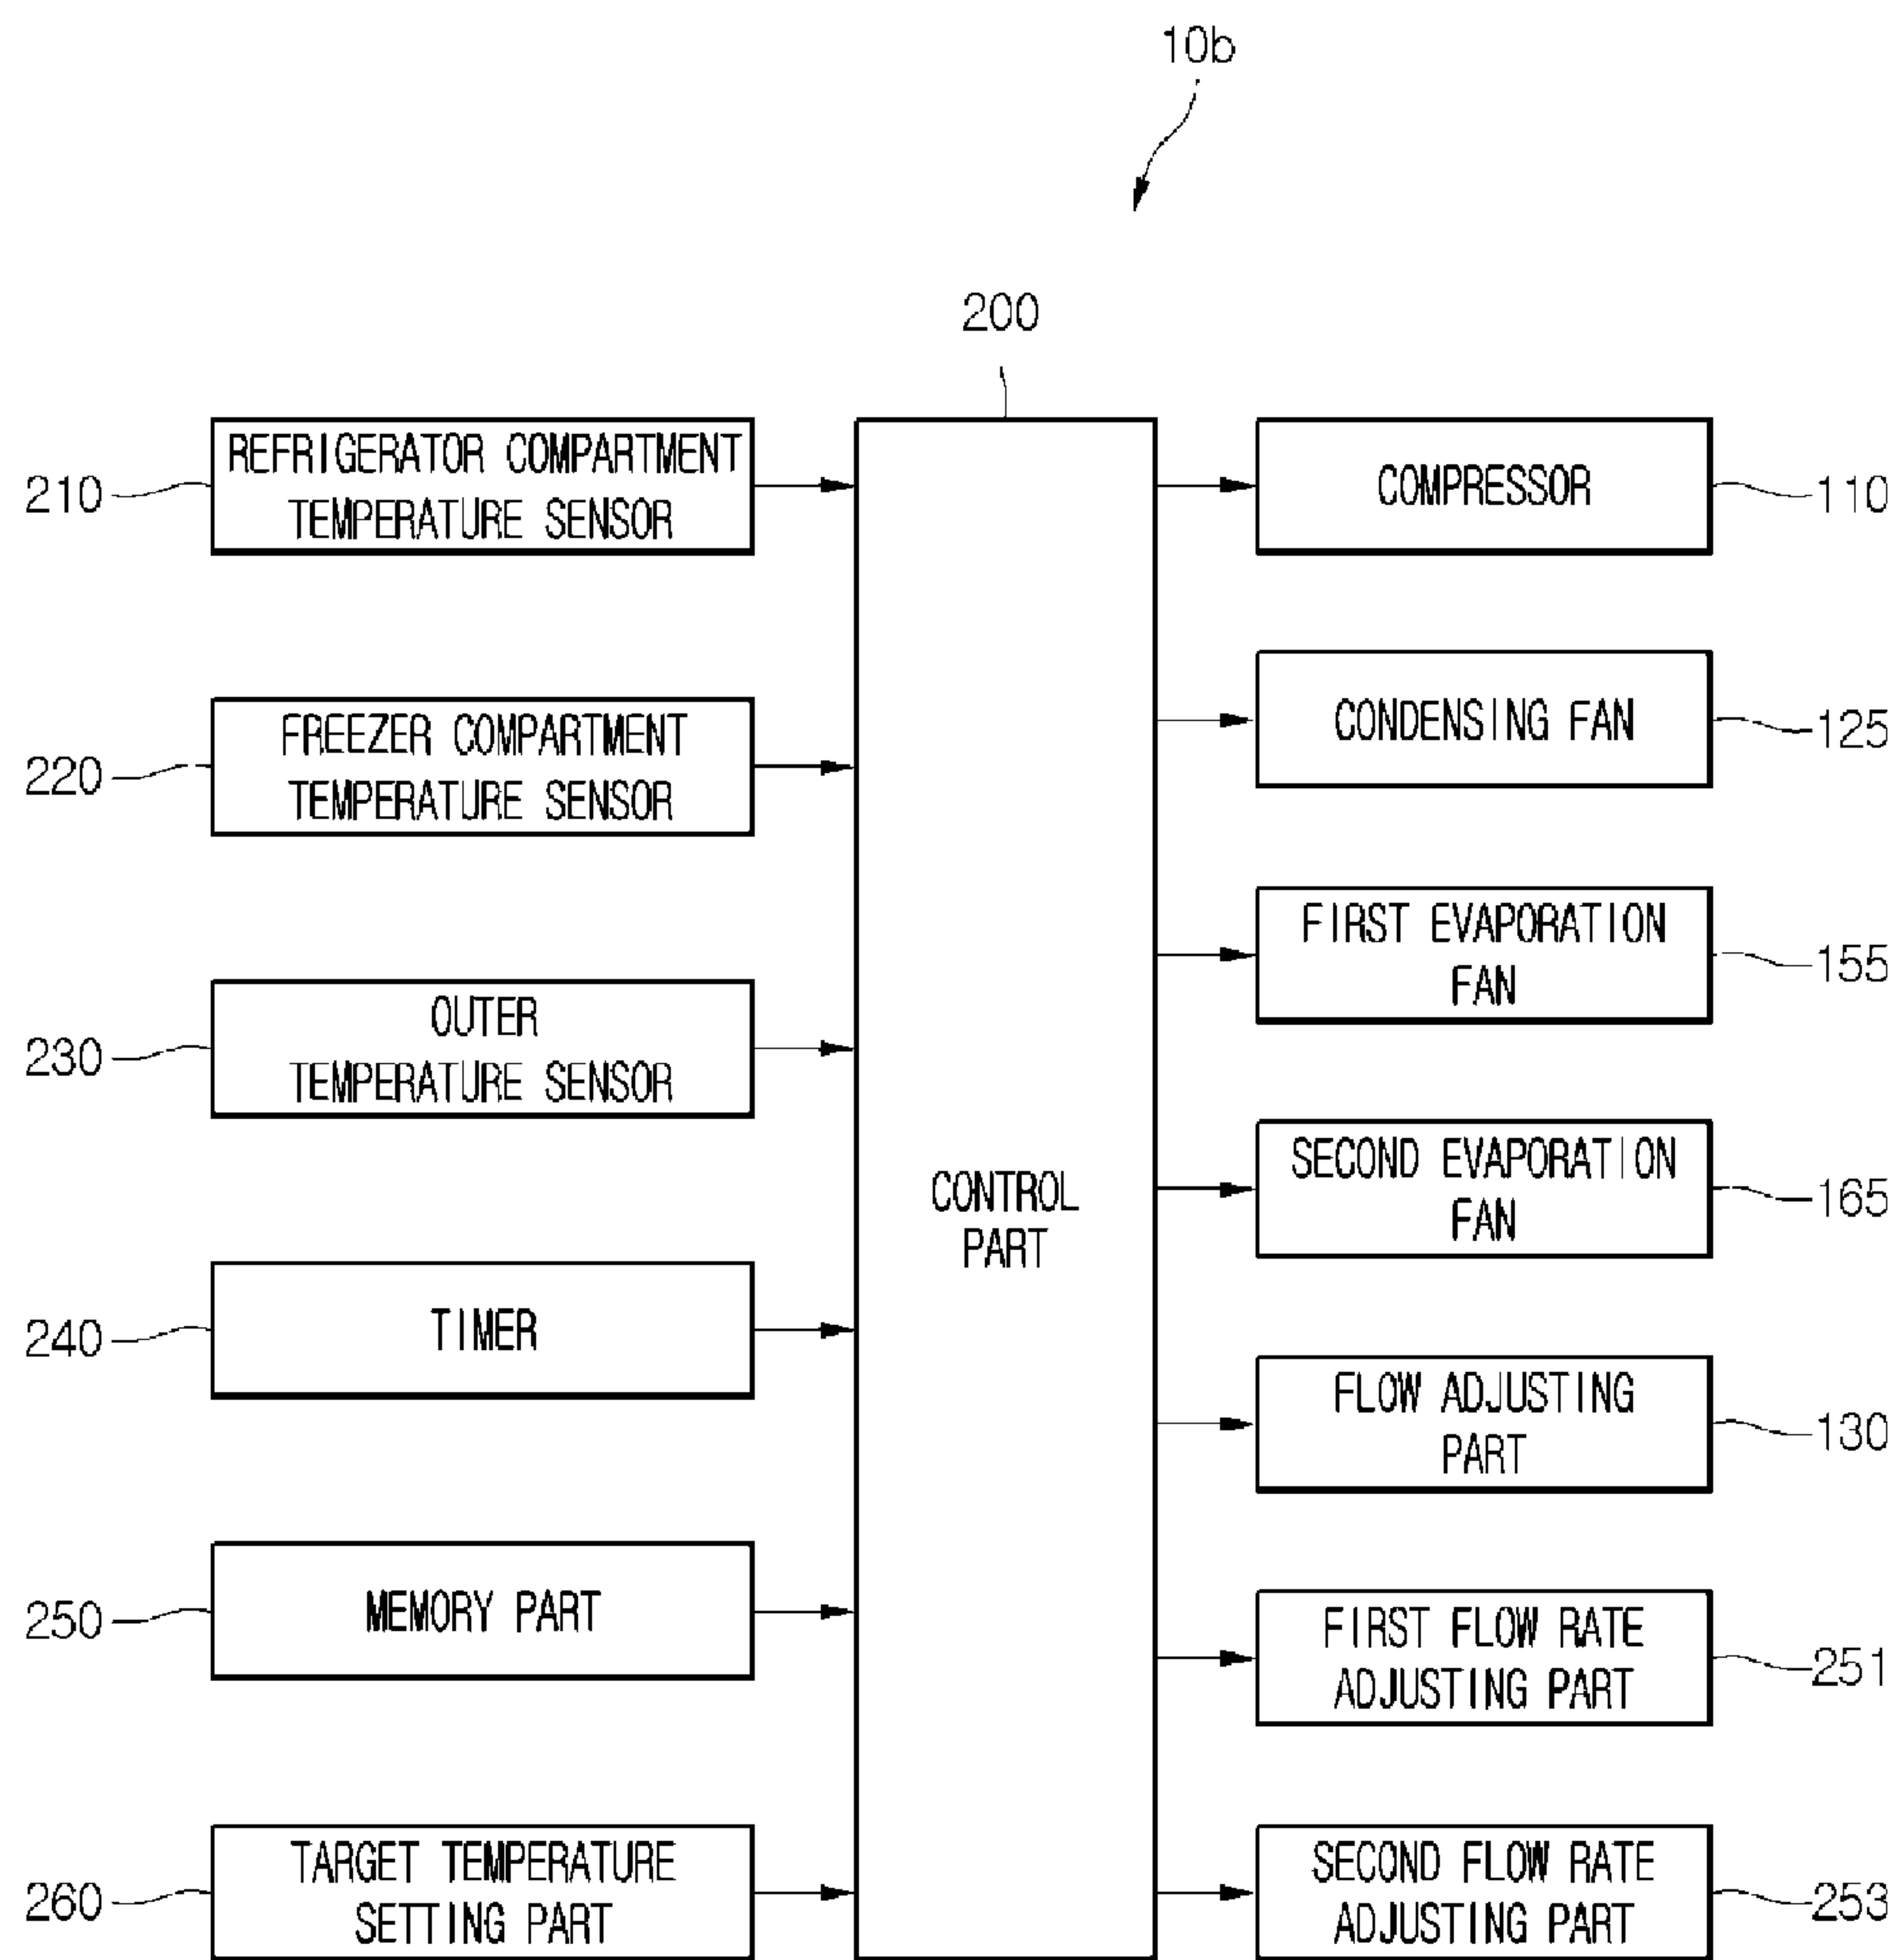 10b
200
REFRIGERATOR COMPARTMENT
TEMPERATURE SENSOR
210
FREEZER COMPARTMENT
TEMPERATURE SENSOR
220
OUTER
TEMPERATURE SENSOR
230
TIMER
240
MEMORY PART
250
TARGET TEMPERATURE
SETTING PART
260
CONTROL
PART
COMPRESSOR
110
CONDENSING FAN
125
FIRST EVAPORATION
FAN
155
SECOND EVAPORATION
FAN
165
FLOW ADJUSTING
PART
130
FIRST FLOW RATE
ADJUSTING PART
251
SECOND FLOW RATE
ADJUSTING PART
253